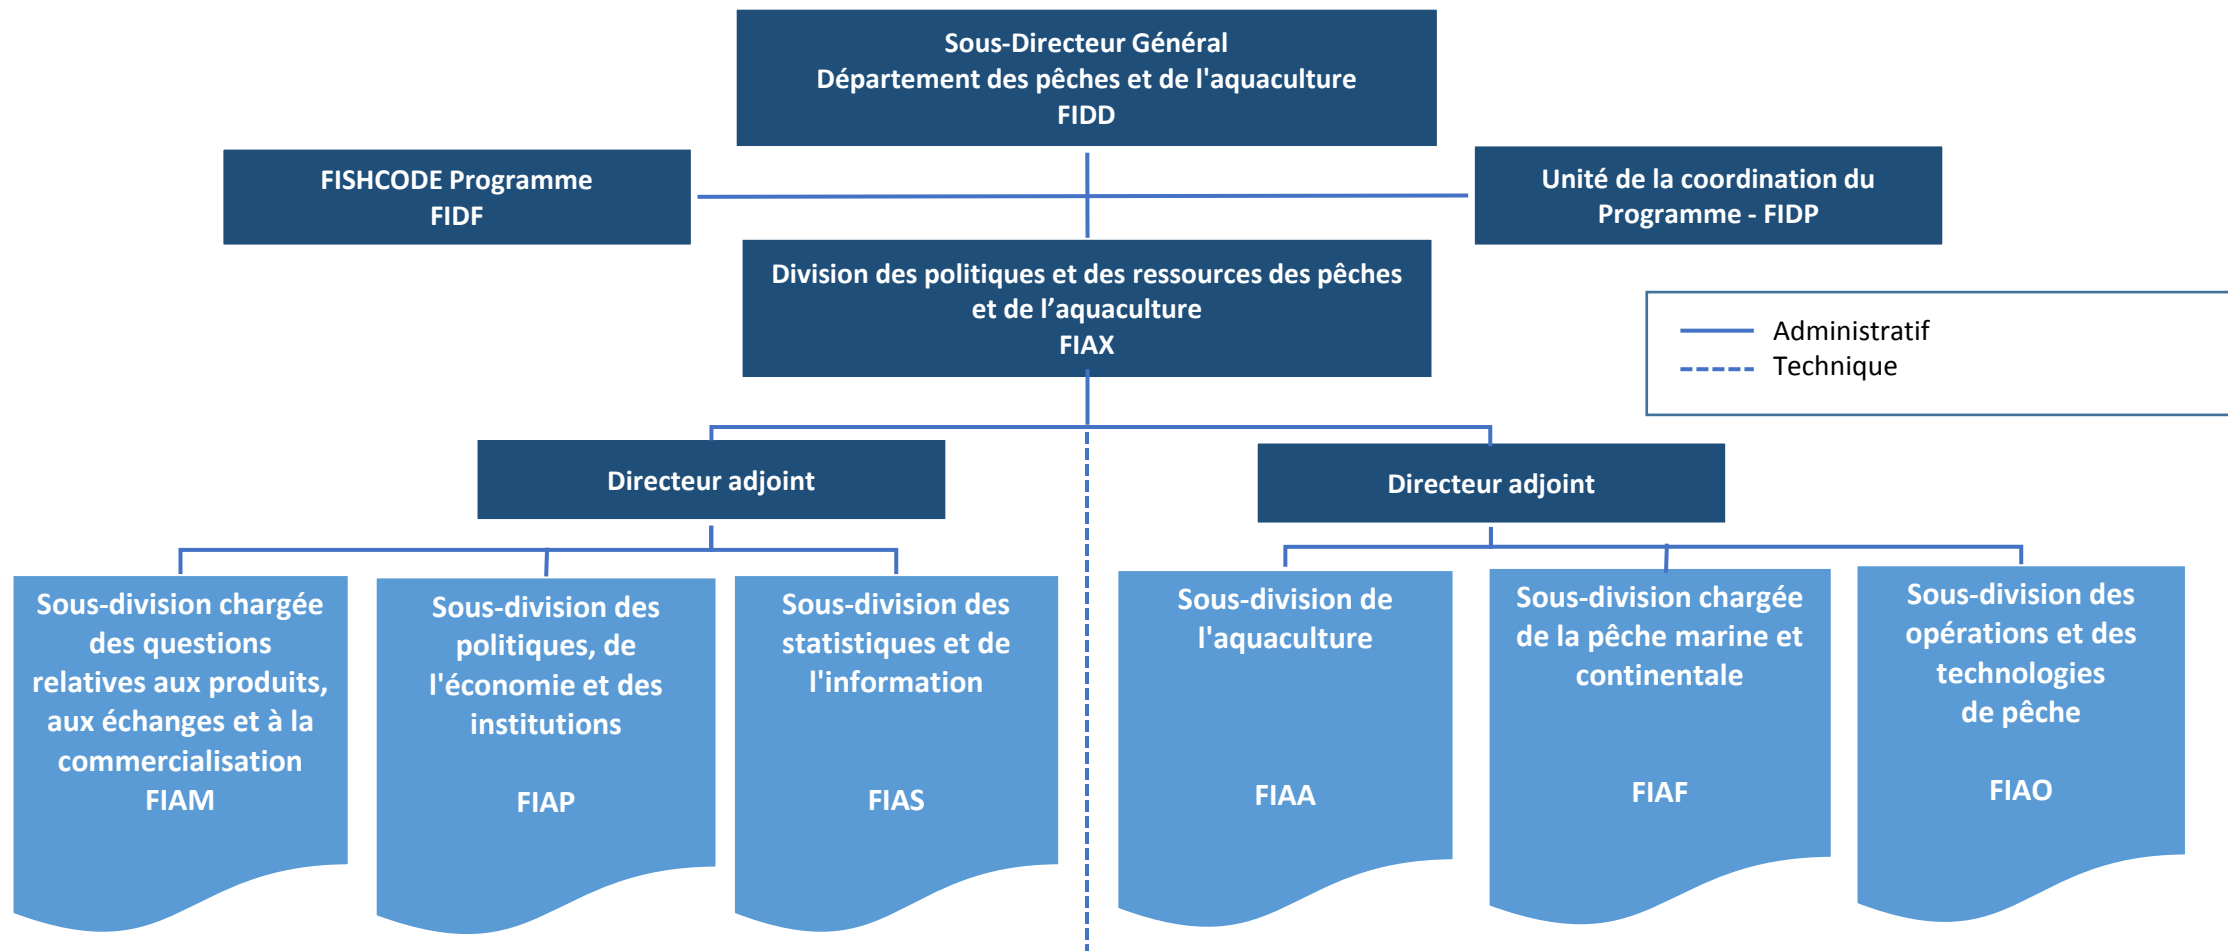 Sous-Directeur Général
Département des pêches et de l'aquaculture
FIDD
FISHCODE Programme
FIDF
Unité de la coordination du
Programme - FIDP
Division des politiques et des ressources des pêches
et de l’aquaculture
FIAX
Administratif
Technique
Directeur adjoint
Directeur adjoint
Sous-division chargée
des questions
relatives aux produits,
aux échanges et à la
commercialisation
FIAM
Sous-division des
politiques, de
l'économie et des
institutions
FIAP
Sous-division des
statistiques et de
l'information
FIAS
Sous-division de
l'aquaculture
FIAA
Sous-division chargée
de la pêche marine et
continentale
FIAF
Sous-division des
opérations et des
technologies
de pêche
FIAO